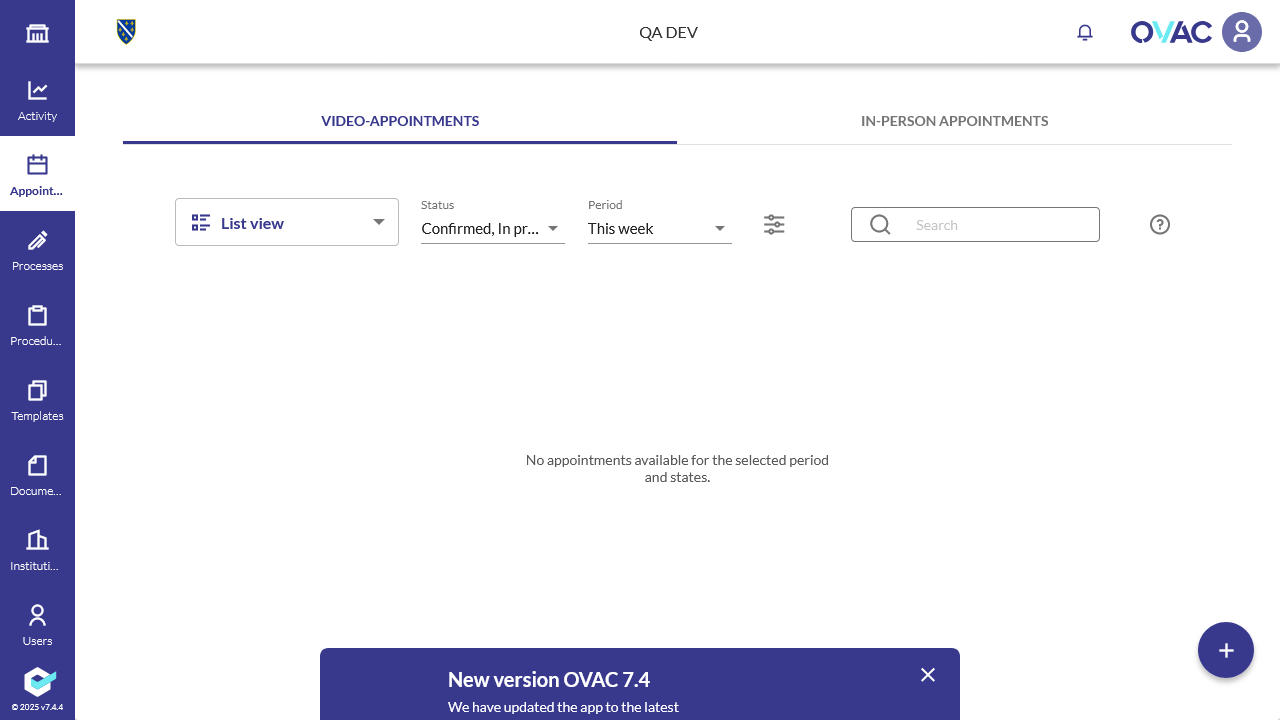 QA DEV
OVAC
Activity
Appoint...
Processes
Procedu...
Templates
Docume...
Instituti...
Users
© 2025 v7.4.4
VIDEO-APPOINTMENTS
IN-PERSON APPOINTMENTS
List view
Status
Confirmed, In pr...
Period
This week
Search
No appointments available for the selected period
and states.
New version OVAC 7.4
We have updated the app to the latest